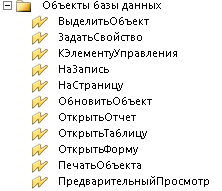 Объекты базы данных
ВыделитьОбъект
ЗадатьСвойство
КЭлементуУправления
НаЗапись
НаСтраницу
ОбновитьОбъект
ОткрытьОтчет
ОткрытьТаблицу
ОткрытьФорму
ПечатьОбъекта
ПредварительныйПросмотр